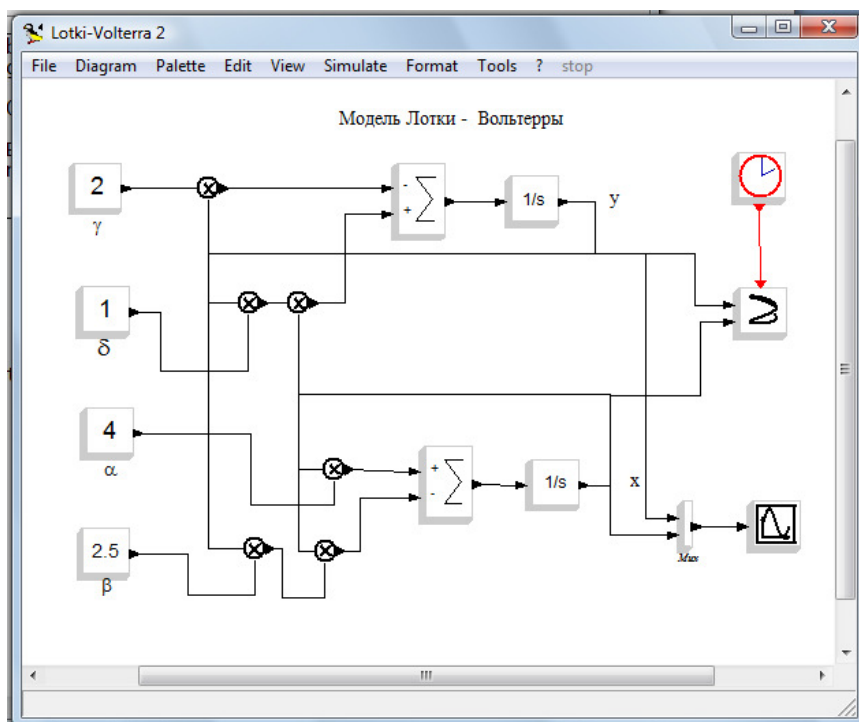 Lotki-Volterra 2
File Diagram Palette Edit View Simulate Format Tools ? stop
Модель Лотки - Вольтерры
2
γ
-
+
1/s
y
1
δ
4
α
+
-
1/s
x
2.5
β
Mux